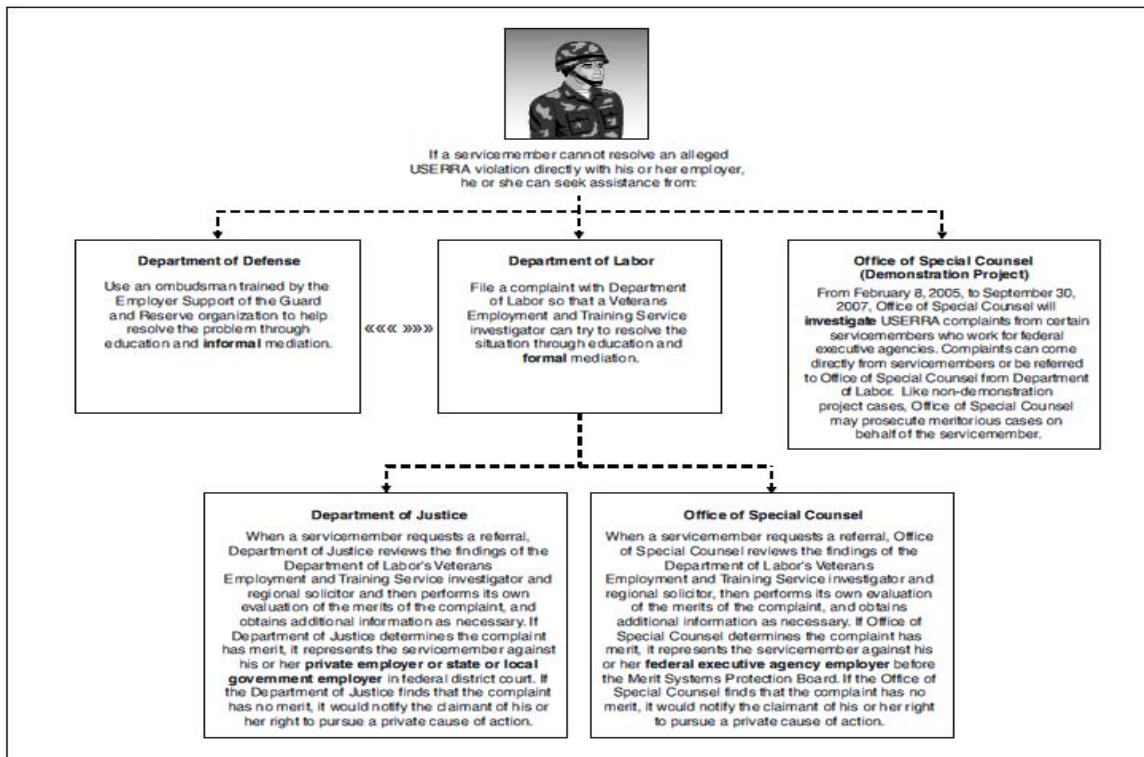 If a servicemember cannot resolve an alleged
USERRA violation directly with his or her employer,
he or she can seek assistance from:
Department of Defense
Use an ombudsman trained by the
Employer Support of the Guard
and Reserve organization to help
resolve the problem through
education and informal mediation.
««« »»»
Department of Labor
File a complaint with Department
of Labor so that a Veterans
Employment and Training Service
investigator can try to resolve the
situation through education and
formal mediation.
Office of Special Counsel
(Demonstration Project)
From February 8, 2005, to September 30,
2007, Office of Special Counsel will
investigate USERRA complaints from certain
servicemembers who work for federal
executive agencies. Complaints can come
directly from servicemembers or be referred
to Office of Special Counsel from Department
of Labor. Like non-demonstration
project cases, Office of Special Counsel
may prosecute meritorious cases on
behalf of the servicemember.
Department of Justice
When a servicemember requests a referral,
Department of Justice reviews the findings of the
Department of Labor's Veterans
Employment and Training Service investigator and
regional solicitor and then performs its own
evaluation of the merits of the complaint, and
obtains additional information as necessary. If
Department of Justice determines the complaint
has merit, it represents the servicemember against
his or her private employer or state or local
government employer in federal district court. If
the Department of Justice finds that the complaint
has no merit, it would notify the claimant of his or
her right to pursue a private cause of action.
Office of Special Counsel
When a servicemember requests a referral, Office
of Special Counsel reviews the findings of the
Department of Labor's Veterans
Employment and Training Service investigator and
regional solicitor, then performs its own evaluation
of the merits of the complaint, and obtains
additional information as necessary. If Office of
Special Counsel determines the complaint has
merit, it represents the servicemember against his
or her federal executive agency employer before
the Merit Systems Protection Board. If the Office of
Special Counsel finds that the complaint has no
merit, it would notify the claimant of his or her right
to pursue a private cause of action.